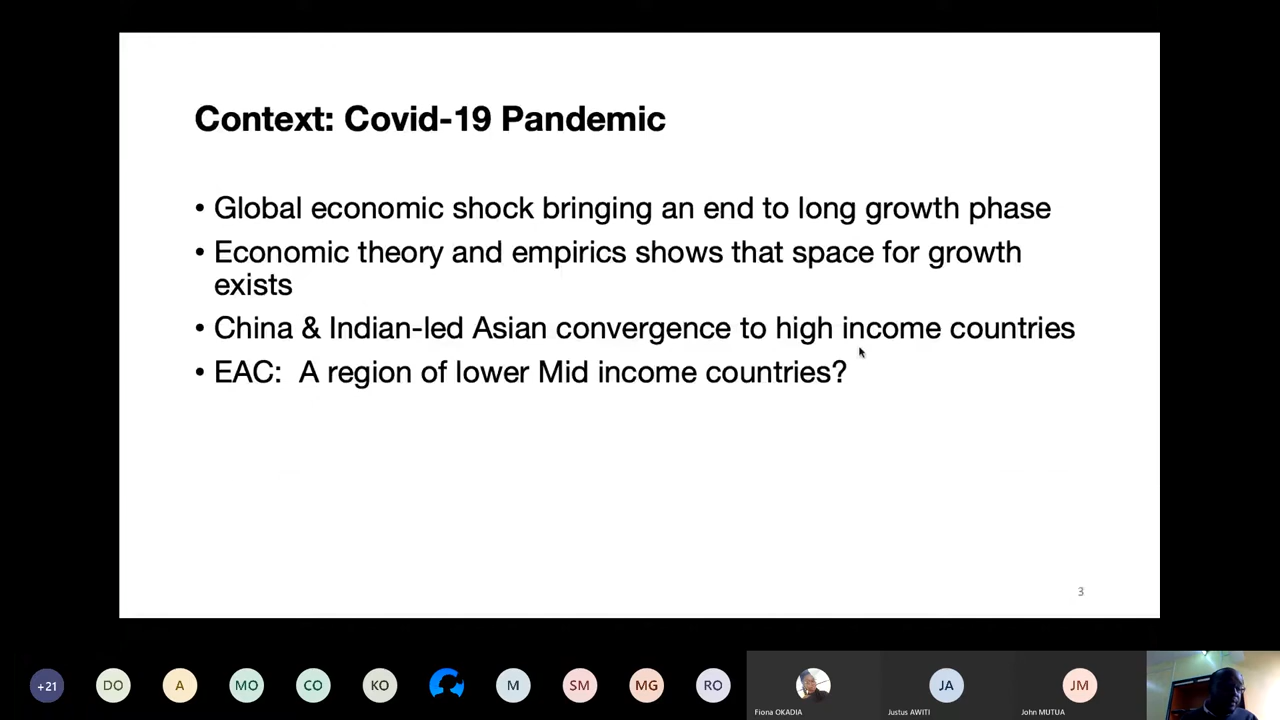 Context: Covid-19 Pandemic
• Global economic shock bringing an end to long growth phase
• Economic theory and empirics shows that space for growth
exists
• China & Indian-led Asian convergence to high income countries
• EAC:  A region of lower Mid income countries?
3
+21
DO
A
MO
CO
KO
M
SM
MG
RO
JA
JM
Fiona OKADIA
Justus AWITI
John MUTUA